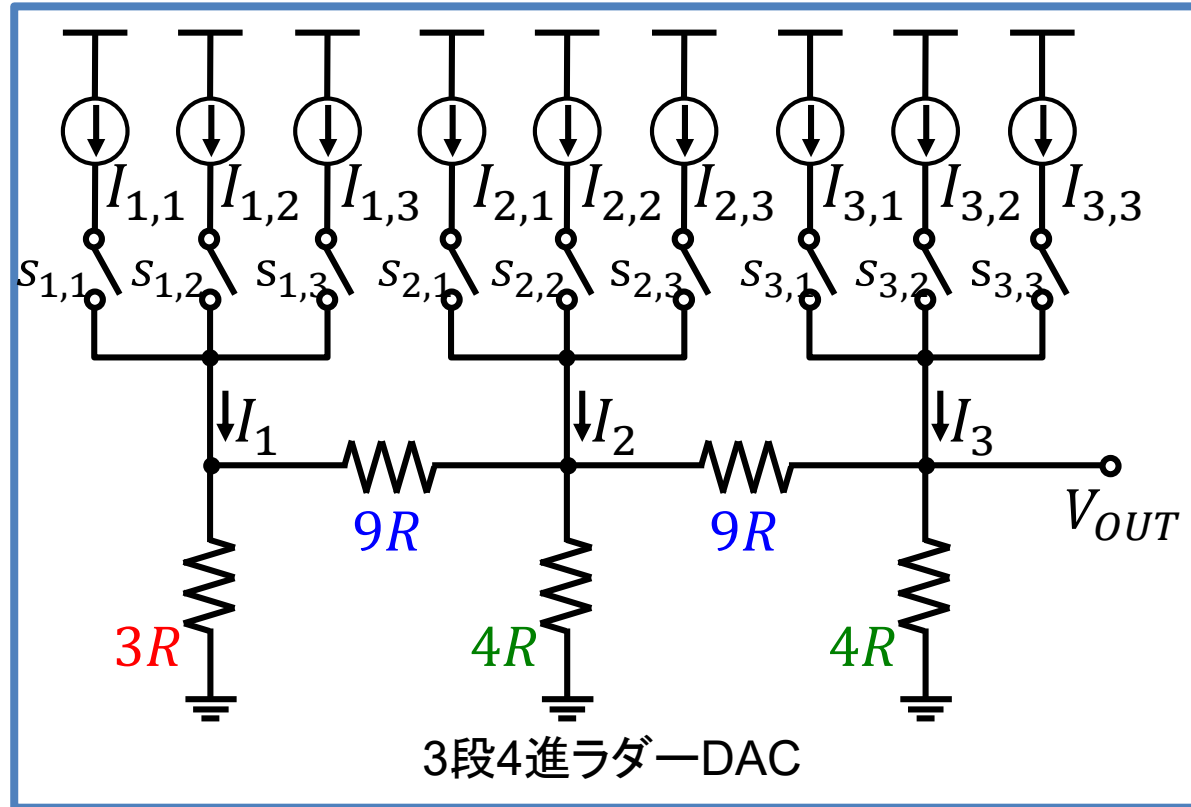 I1,1 I1,2 I1,3 I2,1 I2,2 I2,3 I3,1 I3,2 I3,3
s1,1 s1,2 s1,3 s2,1 s2,2 s2,3 s3,1 s3,2 s3,3
I1 I2 I3
9R 9R VOUT
3R 4R 4R
3段4進ラダーDAC